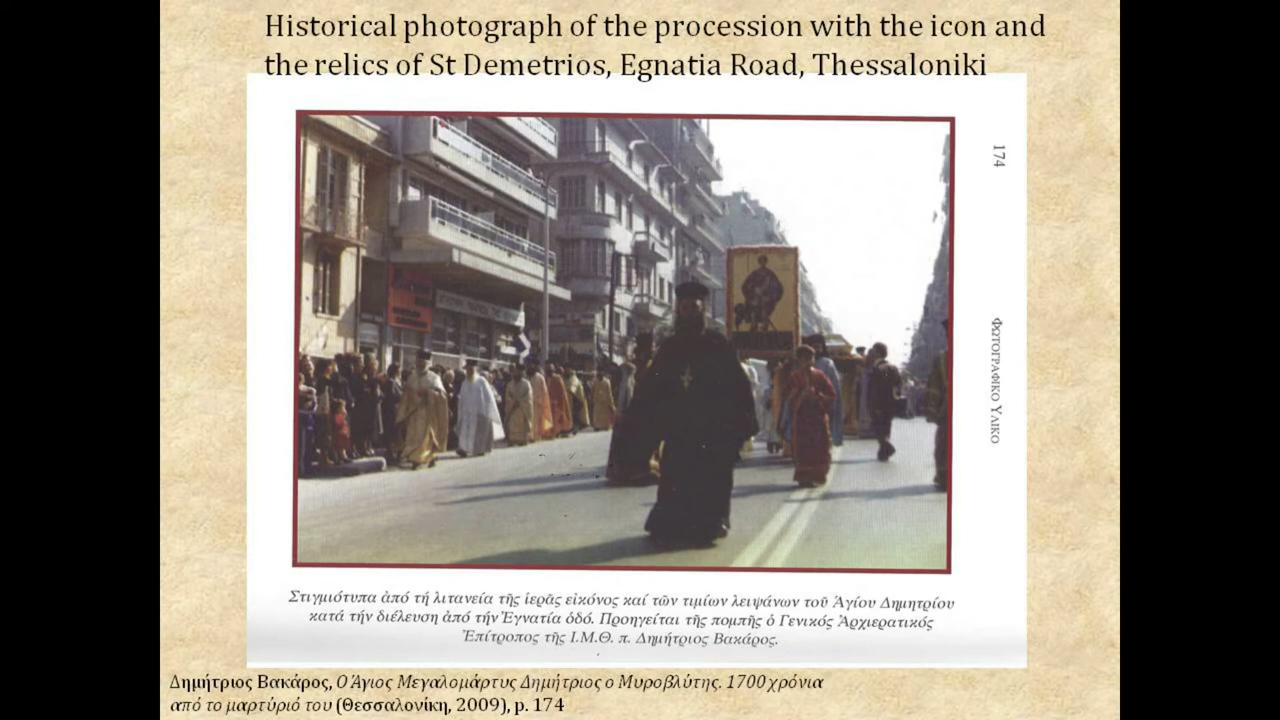 Historical photograph of the procession with the icon and
the relics of St Demetrios, Egnatia Road, Thessaloniki
174
ΦΩΤΟΓΡΑΦΙΚΟ ΥΛΙΚΟ
Στιγμιότυπα ἀπό τή λιτανεία τῆς ἱερᾶς εἰκόνος καί τῶν τιμίων λειψάνων τοῦ Ἁγίου Δημητρίου
κατά τήν διέλευση ἀπό τήν Ἐγνατία ὁδό. Προηγεῖται τῆς πομπῆς ὁ Γενικός Ἀρχιερατικός
Ἐπίτροπος τῆς Ι.Μ.Θ. π. Δημήτριος Βακάρος.
Δημήτριος Βακάρος, Ο Άγιος Μεγαλομάρτυς Δημήτριος ο Μυροβλύτης. 1700 χρόνια
από το μαρτύριό του (Θεσσαλονίκη, 2009), p. 174